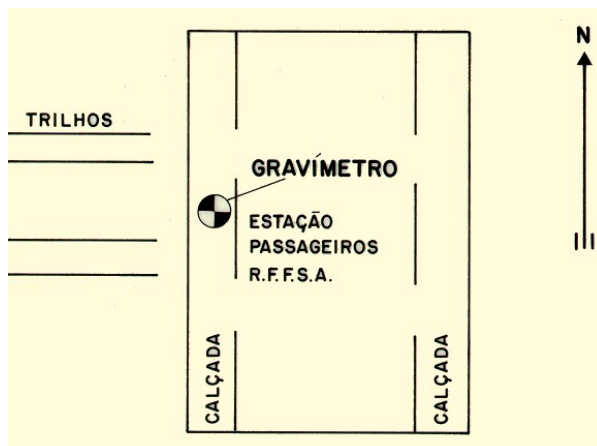 N
TRILHOS
GRAVÍMETRO
ESTAÇÃO
PASSAGEIROS
R.F.F.S.A.
CALÇADA
CALÇADA